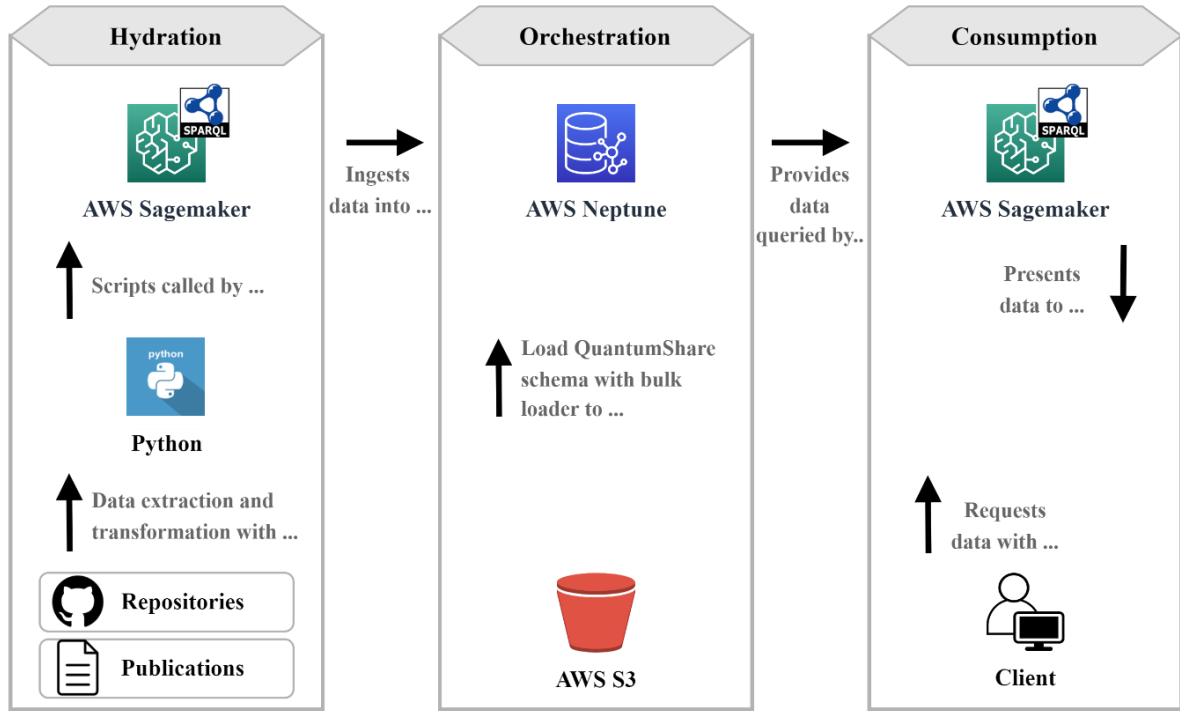 Hydration
SPARQL
AWS Sagemaker
Scripts called by ...
python
Python
Data extraction and
transformation with ...
Repositories
Publications
Ingests
data into ...
Orchestration
AWS Neptune
Load QuantumShare
schema with bulk
loader to ...
AWS S3
Provides
data
queried by..
Consumption
SPARQL
AWS Sagemaker
Presents
data to ...
Requests
data with ...
Client